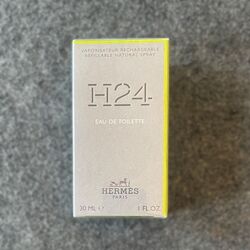 VAPORISATEUR RECHARGEABLE
REFILLABLE NATURAL SPRAY
H24
EAU DE TOILETTE
HERMÈS
PARIS
30 ML ℮ 1 FL.OZ.